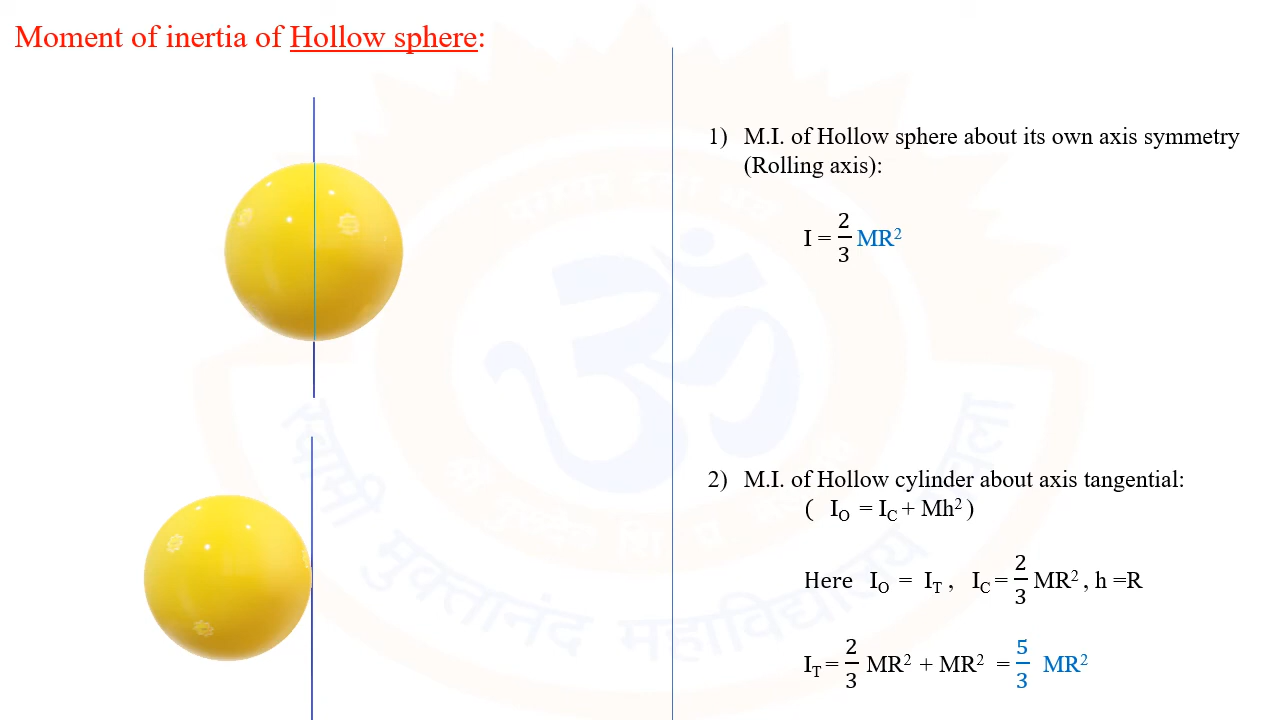 Moment of inertia of Hollow sphere:
1) M.I. of Hollow sphere about its own axis symmetry
(Rolling axis):
I = 2/3 MR²
2) M.I. of Hollow cylinder about axis tangential:
( I_O = I_C + Mh² )
Here I_O = I_T , I_C = 2/3 MR² , h =R
I_T = 2/3 MR² + MR² = 5/3 MR²
स्वामी मुक्तानंद महाविद्यालय